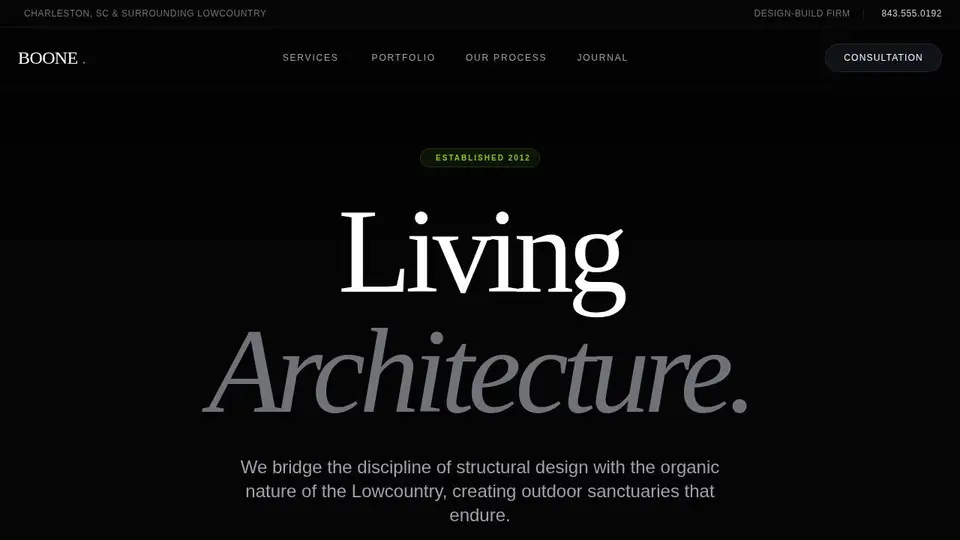 CHARLESTON, SC & SURROUNDING LOWCOUNTRY
DESIGN-BUILD FIRM
843.555.0192
BOONE.
SERVICES
PORTFOLIO
OUR PROCESS
JOURNAL
CONSULTATION
ESTABLISHED 2012
Living
Architecture.
We bridge the discipline of structural design with the organic
nature of the Lowcountry, creating outdoor sanctuaries that
endure.